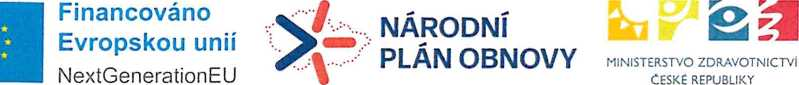 Financováno
Evropskou unií
NextGenerationEU
NÁRODNÍ
PLÁN OBNOVY
MINISTERSTVO ZDRAVOTNICTVÍ
ČESKÉ REPUBLIKY